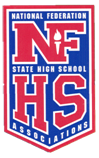 NATIONAL FEDERATION
NF
STATE HIGH SCHOOL
HS
ASSOCIATIONS